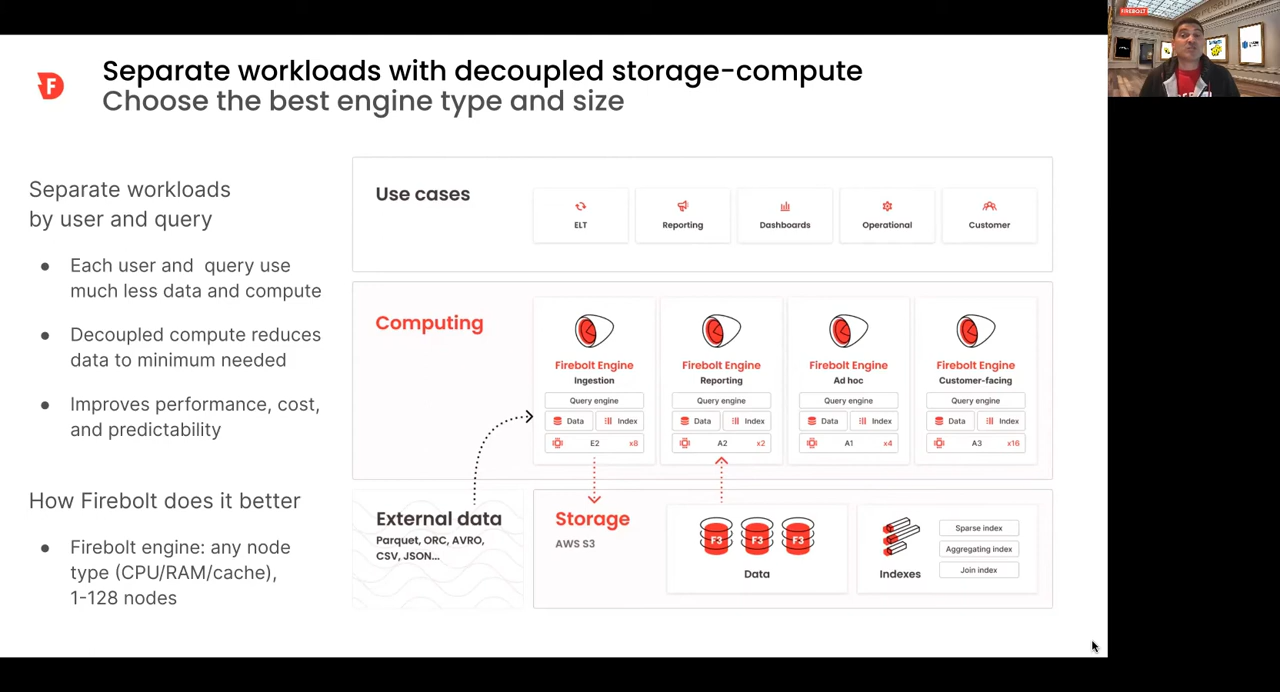 Separate workloads with decoupled storage-compute
Choose the best engine type and size
Separate workloads
by user and query
Each user and query use
much less data and compute
Decoupled compute reduces
data to minimum needed
Improves performance, cost,
and predictability
How Firebolt does it better
Firebolt engine: any node
type (CPU/RAM/cache),
1-128 nodes
Use cases
ELT
Reporting
Dashboards
Operational
Customer
Computing
Firebolt Engine
Ingestion
Query engine
Data
Index
E2
x8
Firebolt Engine
Reporting
Query engine
Data
Index
A2
x2
Firebolt Engine
Ad hoc
Query engine
Data
Index
A1
x4
Firebolt Engine
Customer-facing
Query engine
Data
Index
A3
x16
External data
Parquet, ORC, AVRO,
CSV, JSON...
Storage
AWS S3
F3
F3
F3
Data
Indexes
Sparse index
Aggregating index
Join index
FIREBOLT